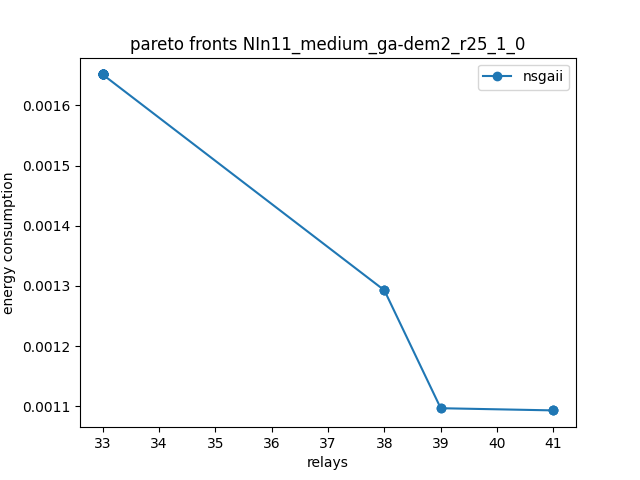 pareto fronts NIn11_medium_ga-dem2_r25_1_0
nsgaii
energy consumption
0.0016
0.0015
0.0014
0.0013
0.0012
0.0011
33 34 35 36 37 38 39 40 41
relays